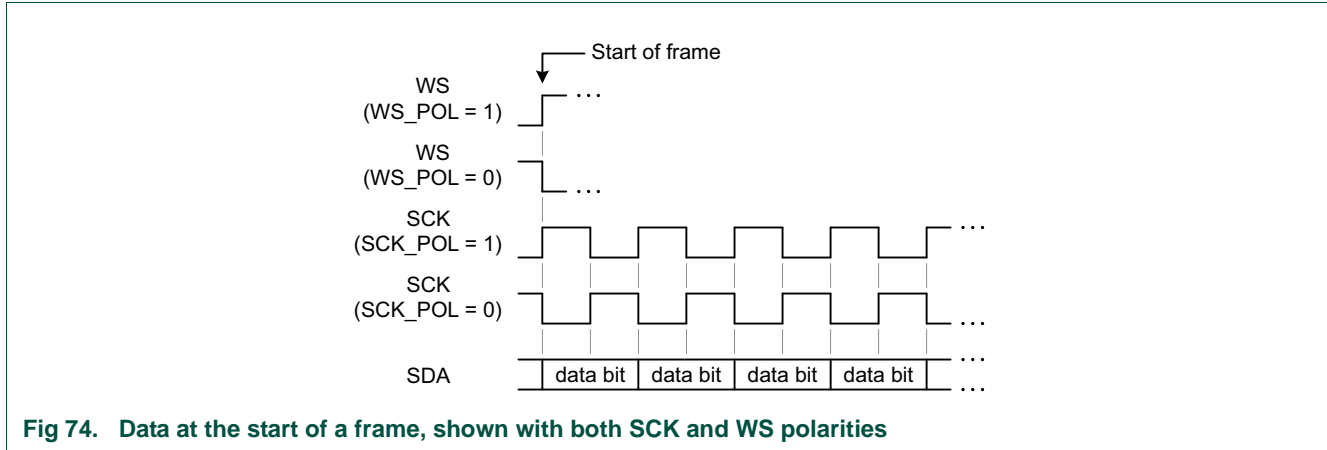 Start of frame
WS
(WS_POL = 1)
...
WS
(WS_POL = 0)
...
SCK
(SCK_POL = 1)
...
SCK
(SCK_POL = 0)
...
...
SDA data bit data bit data bit data bit
...
Fig 74. Data at the start of a frame, shown with both SCK and WS polarities